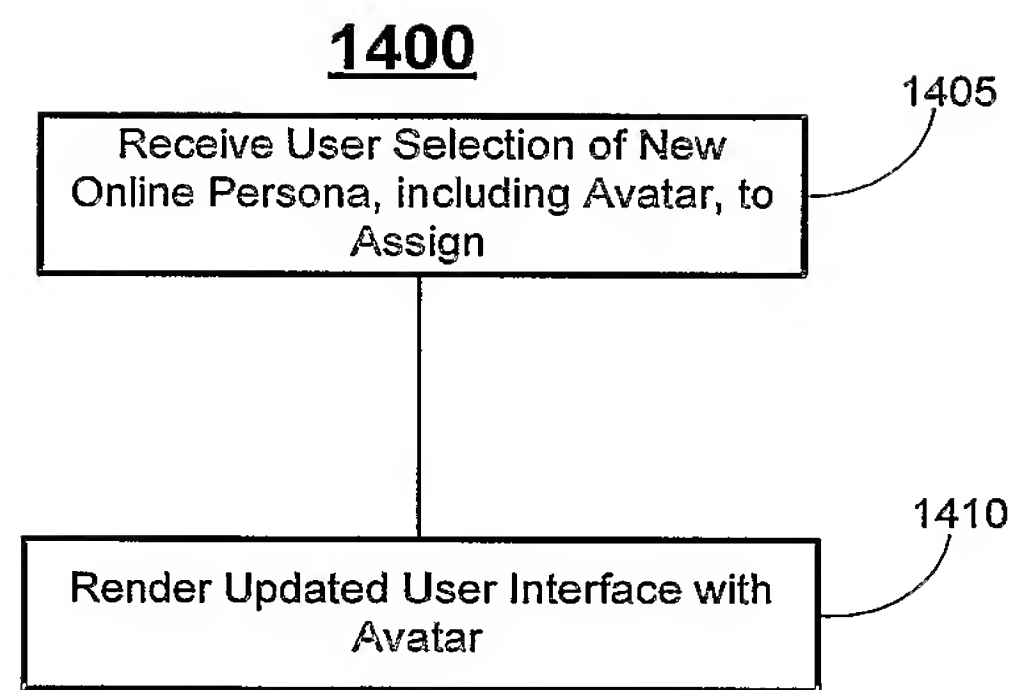 1400
1405
Receive User Selection of New
Online Persona, including Avatar, to
Assign
1410
Render Updated User Interface with
Avatar